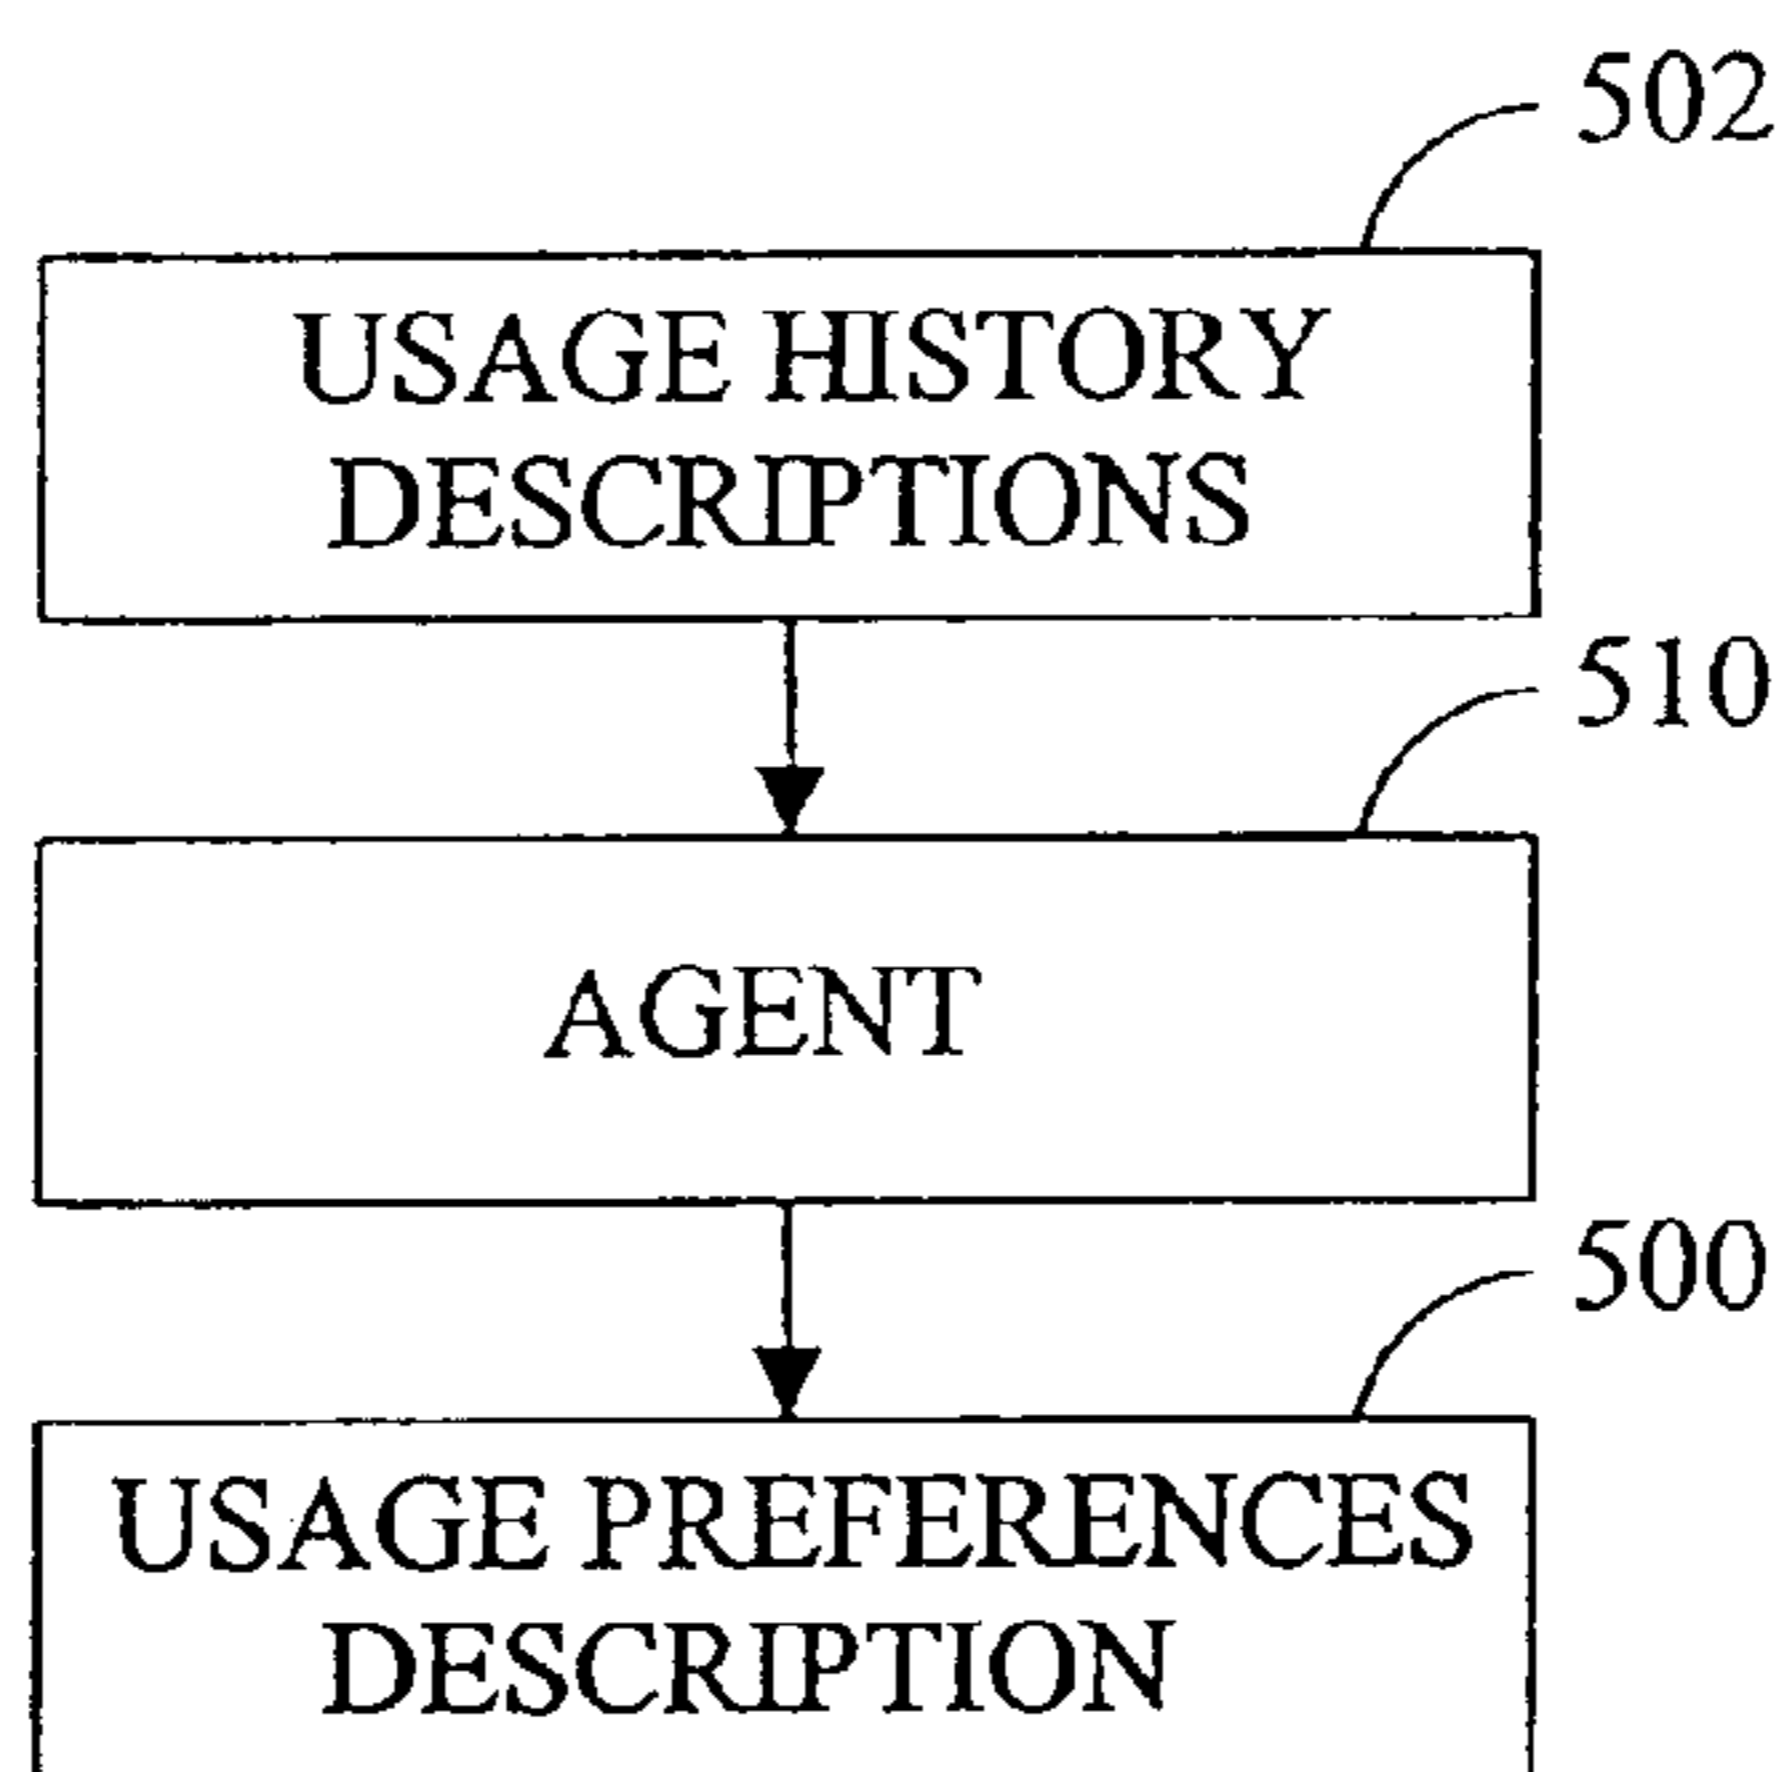 502
USAGE HISTORY
DESCRIPTIONS
510
AGENT
500
USAGE PREFERENCES
DESCRIPTION